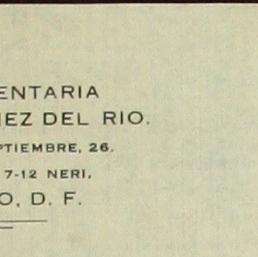 ENTARIA
IEZ DEL RIO.
PTIEMBRE, 26.
7-12 NERI.
O, D. F.